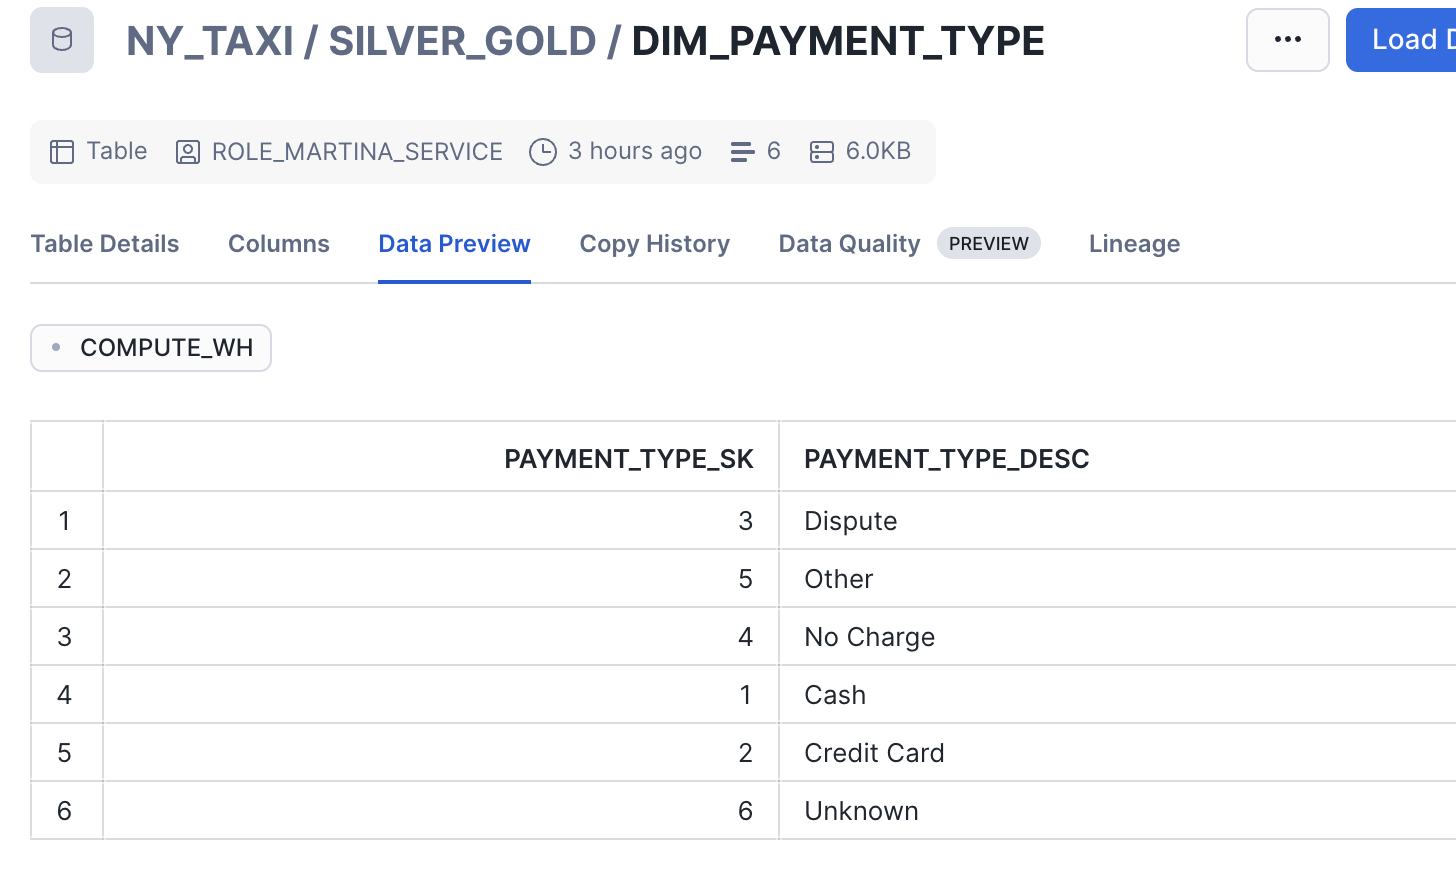 NY_TAXI / SILVER_GOLD / DIM_PAYMENT_TYPE
Load D
Table ROLE_MARTINA_SERVICE 3 hours ago 6 6.0KB
Table Details Columns Data Preview Copy History Data Quality PREVIEW Lineage
COMPUTE_WH
PAYMENT_TYPE_SK PAYMENT_TYPE_DESC
1 3 Dispute
2 5 Other
3 4 No Charge
4 1 Cash
5 2 Credit Card
6 6 Unknown